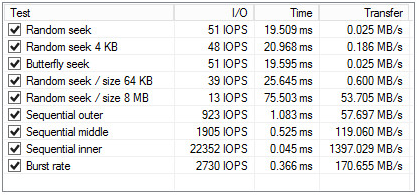 Test I/O Time Transfer
Random seek 51 IOPS 19.509 ms 0.025 MB/s
Random seek 4 KB 48 IOPS 20.968 ms 0.186 MB/s
Butterfly seek 51 IOPS 19.595 ms 0.025 MB/s
Random seek / size 64 KB 39 IOPS 25.645 ms 0.600 MB/s
Random seek / size 8 MB 13 IOPS 75.503 ms 53.705 MB/s
Sequential outer 923 IOPS 1.083 ms 57.697 MB/s
Sequential middle 1905 IOPS 0.525 ms 119.060 MB/s
Sequential inner 22352 IOPS 0.045 ms 1397.029 MB/s
Burst rate 2730 IOPS 0.366 ms 170.655 MB/s